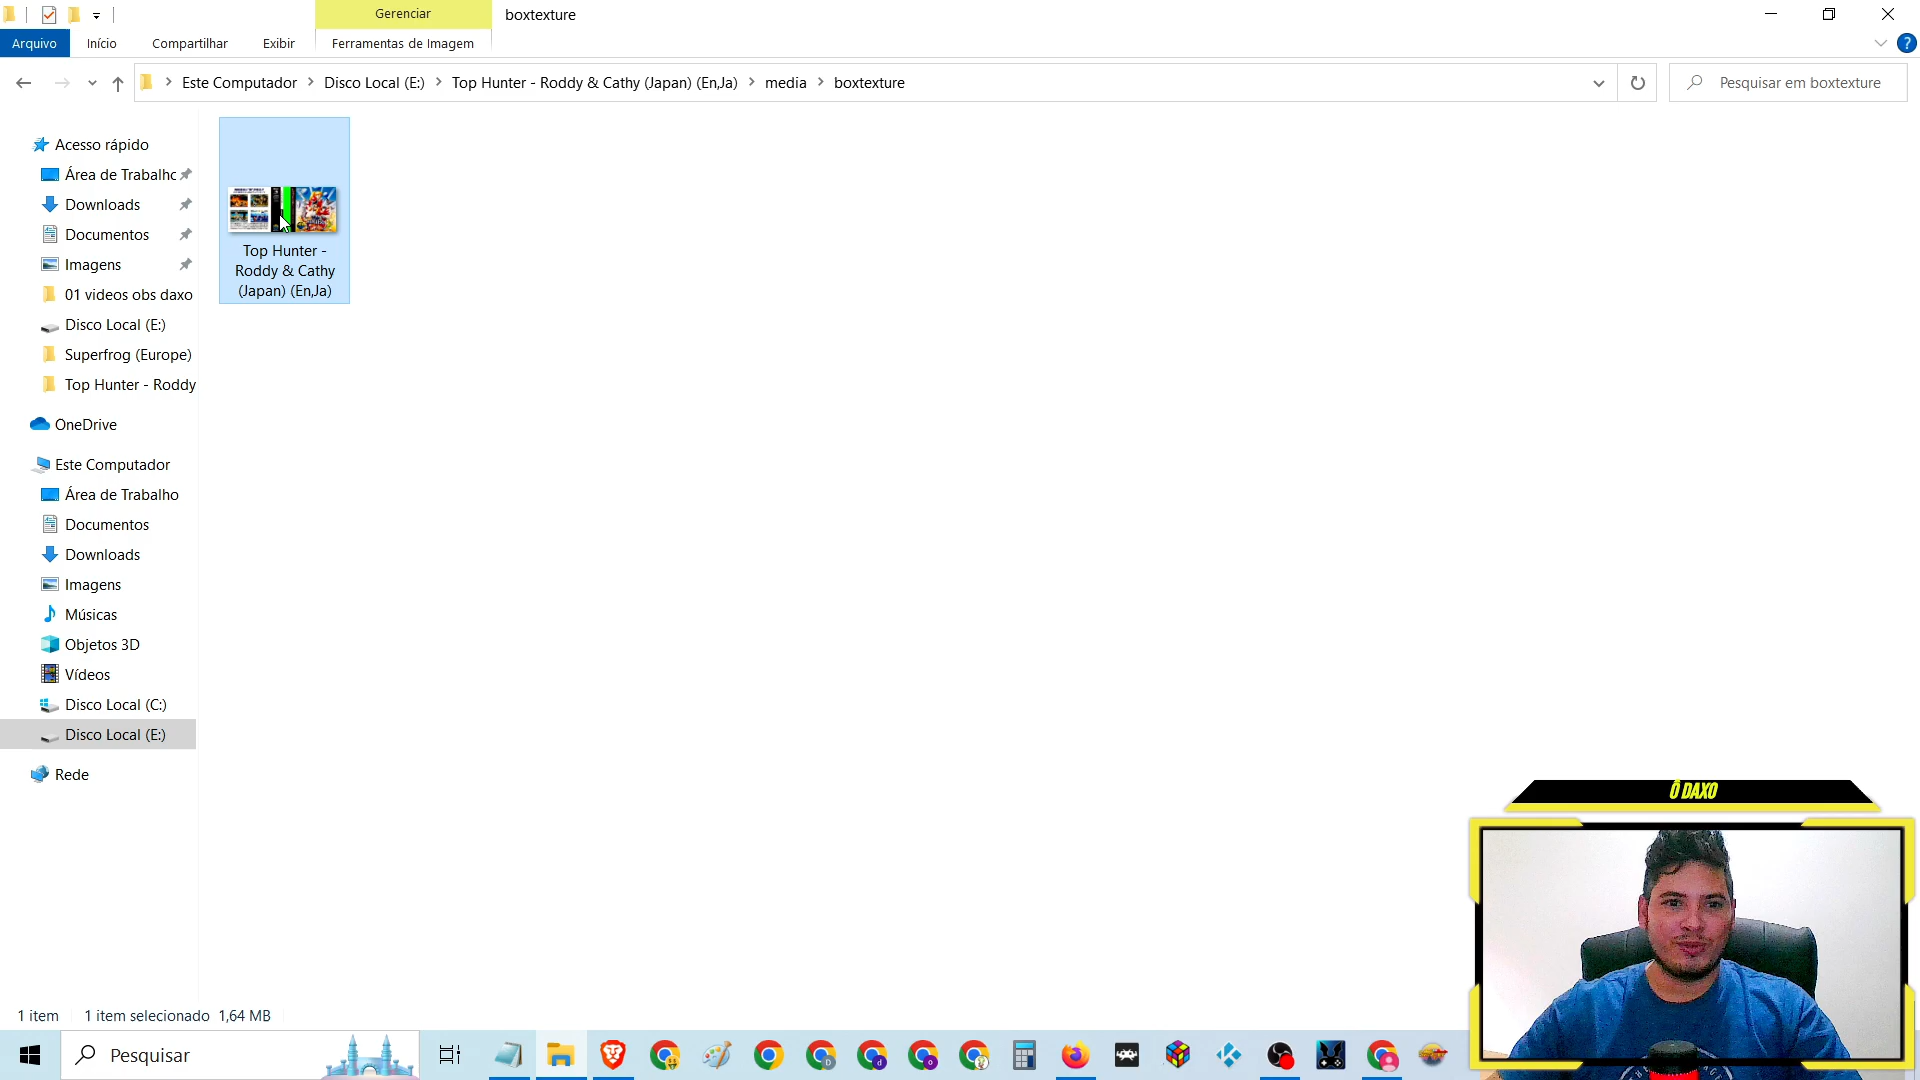 Gerenciar
boxtexture
Arquivo
Início
Compartilhar
Exibir
Ferramentas de Imagem
Este Computador
Disco Local (E:)
Top Hunter - Roddy & Cathy (Japan) (En,Ja)
media
boxtexture
Pesquisar em boxtexture
Acesso rápido
Área de Trabalho
Downloads
Documentos
Imagens
01 videos obs daxo
Disco Local (E:)
Superfrog (Europe)
Top Hunter - Roddy
OneDrive
Este Computador
Área de Trabalho
Documentos
Downloads
Imagens
Músicas
Objetos 3D
Vídeos
Disco Local (C:)
Disco Local (E:)
Rede
Top Hunter -
Roddy & Cathy
(Japan) (En,Ja)
Ô DAXO
1 item
1 item selecionado 1,64 MB
Pesquisar